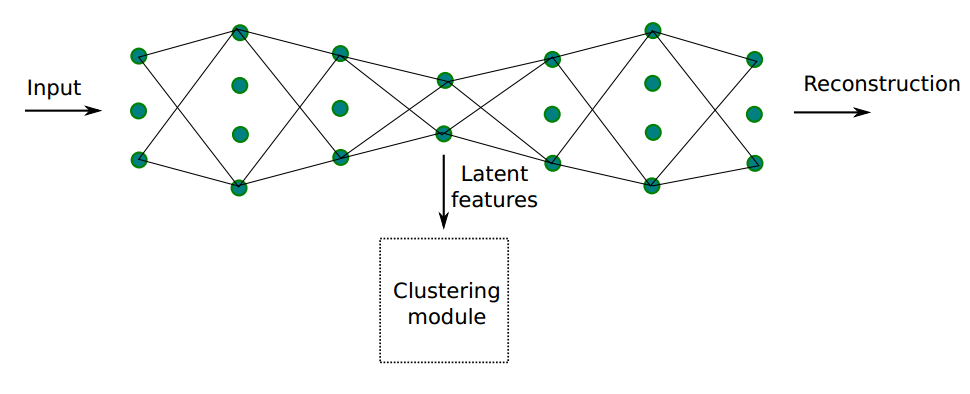 Input
Reconstruction
Latent
features
Clustering
module